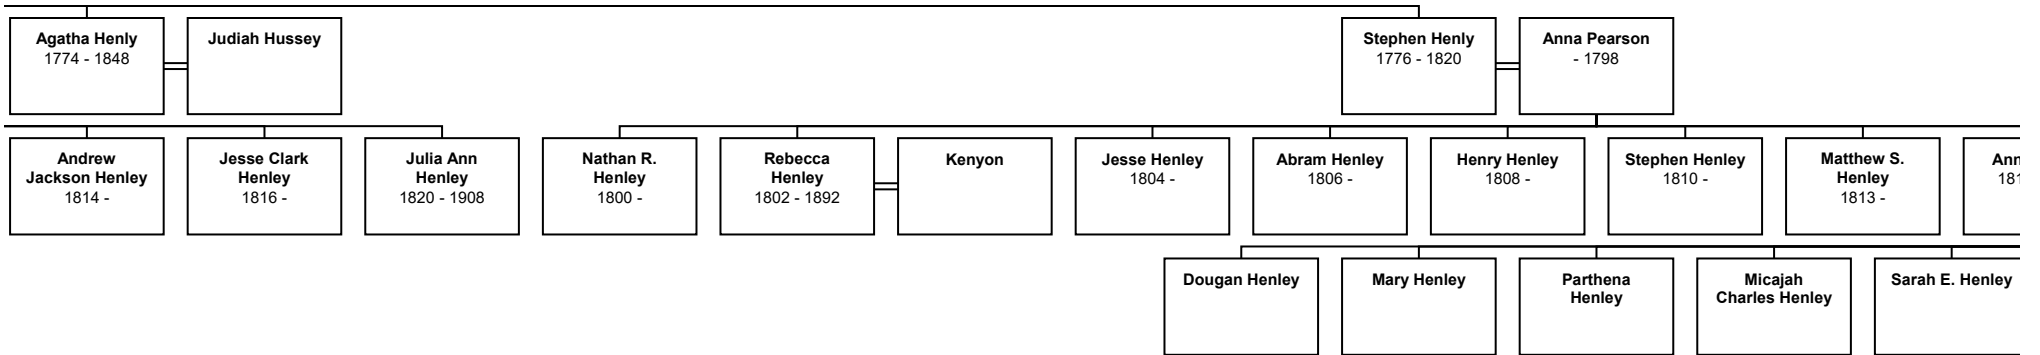 Agatha Henly
1774 - 1848
Judiah Hussey
Stephen Henly
1776 - 1820
Anna Pearson
- 1798
Andrew
Jackson Henley
1814 -
Jesse Clark
Henley
1816 -
Julia Ann
Henley
1820 - 1908
Nathan R.
Henley
1800 -
Rebecca
Henley
1802 - 1892
Kenyon
Jesse Henley
1804 -
Abram Henley
1806 -
Henry Henley
1808 -
Stephen Henley
1810 -
Matthew S.
Henley
1813 -
Dougan Henley
Mary Henley
Parthena
Henley
Micajah
Charles Henley
Sarah E. Henley